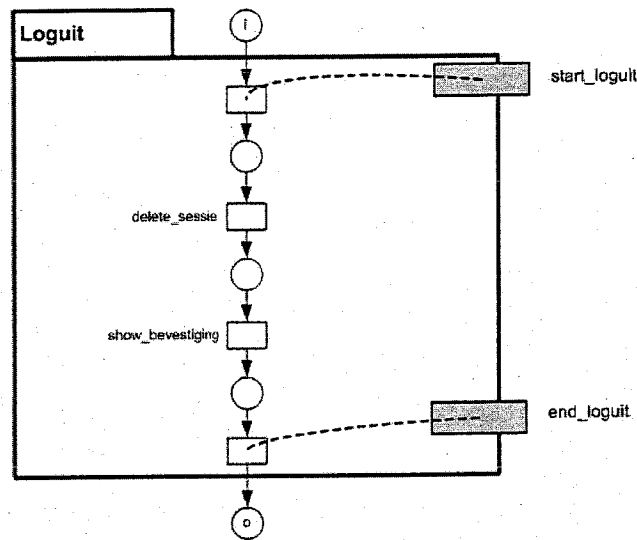 Loguit
i
start_loguit
delete_sessie
show_bevestiging
end_loguit
o